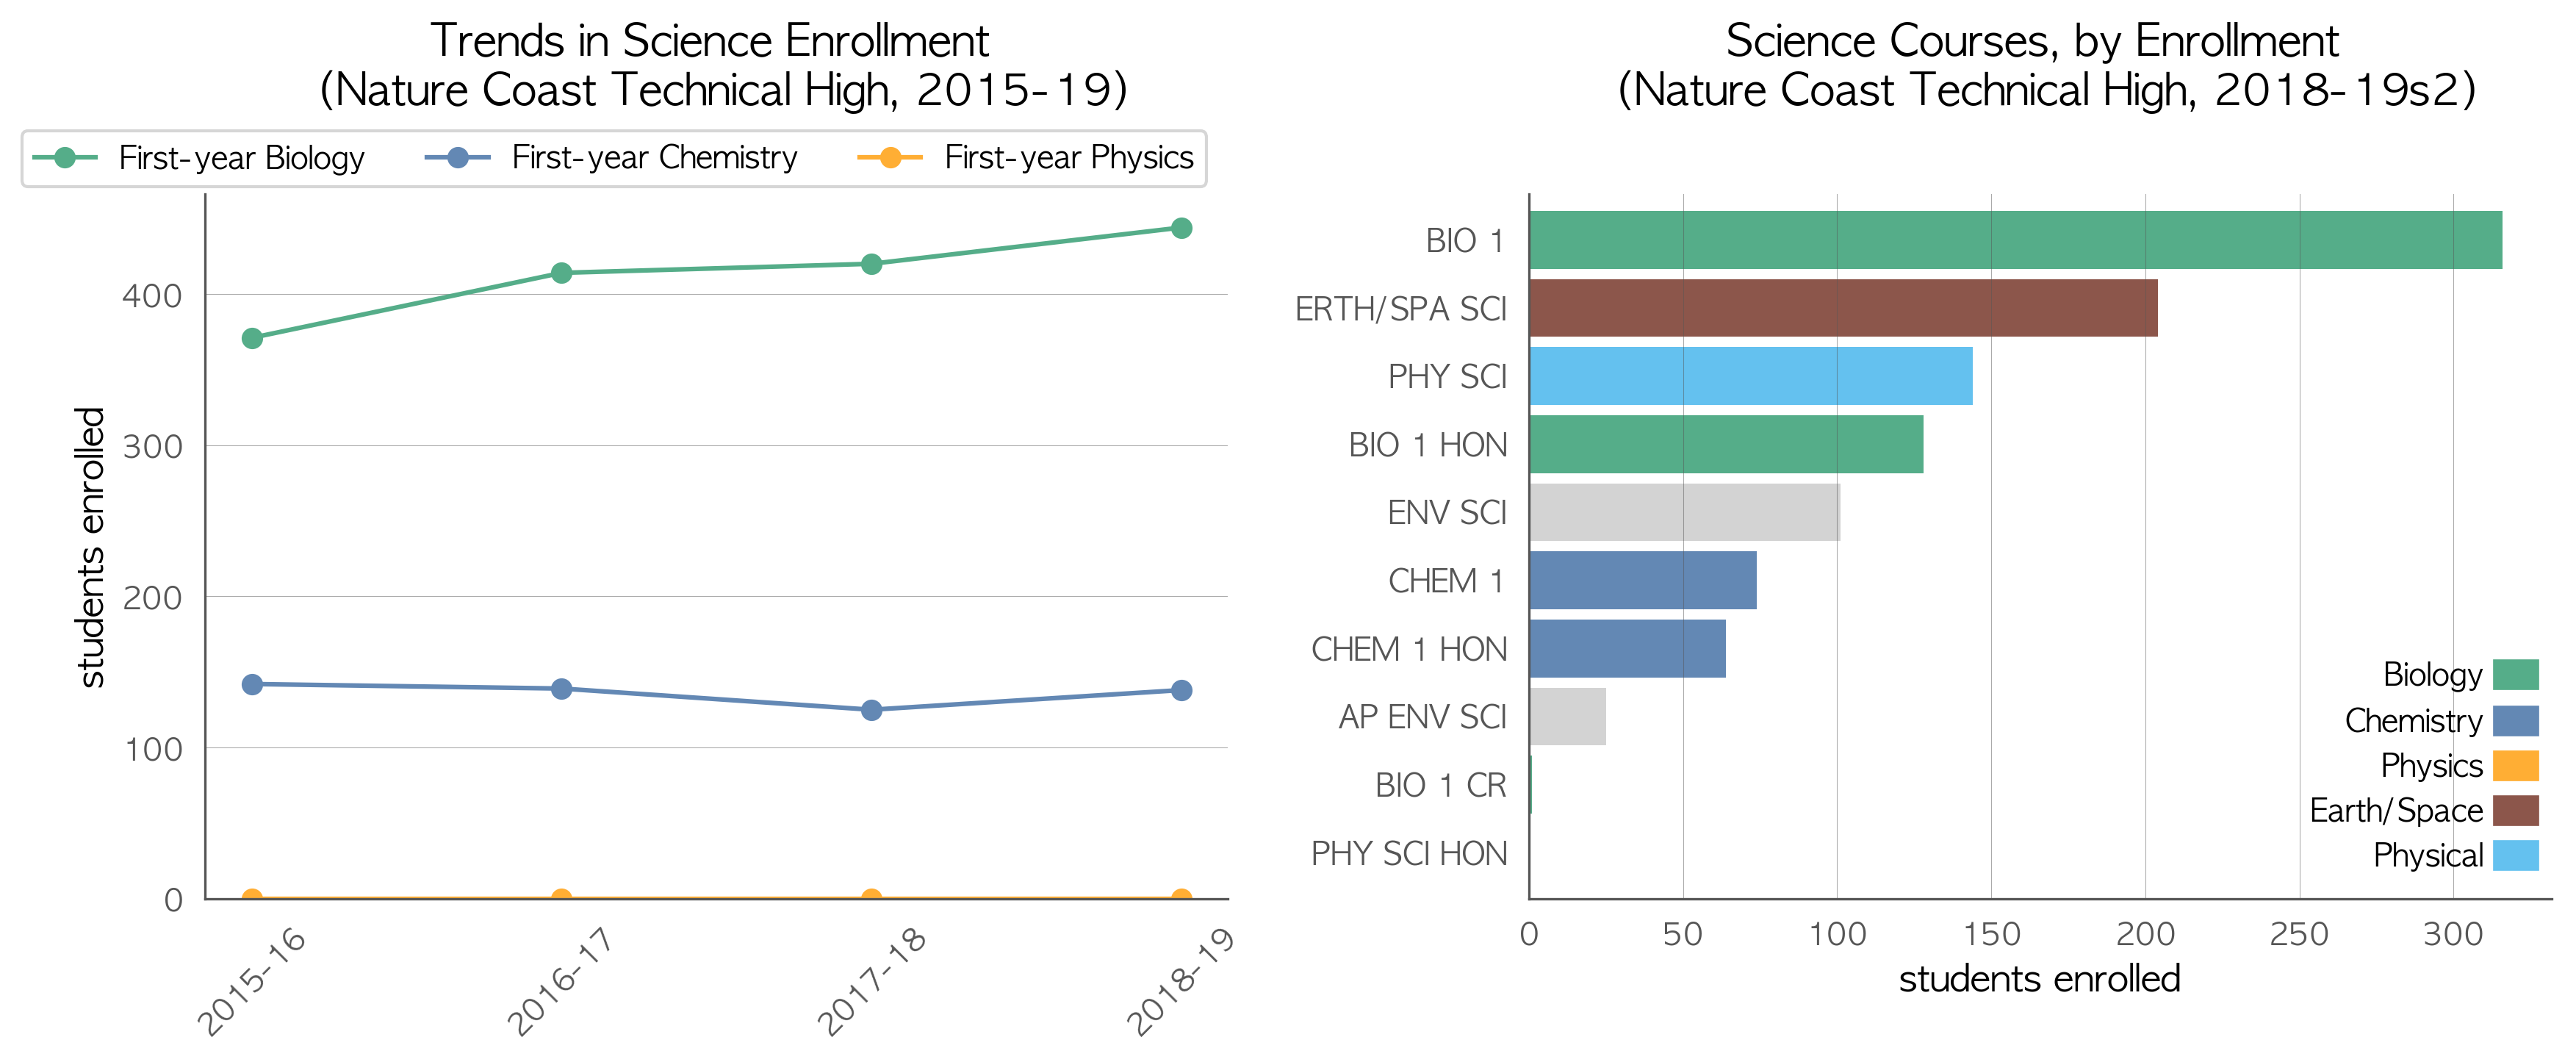 Trends in Science Enrollment
(Nature Coast Technical High, 2015-19)
First-year Biology
First-year Chemistry
First-year Physics
students enrolled
400
300
200
100
0
2015-16
2016-17
2017-18
2018-19
Science Courses, by Enrollment
(Nature Coast Technical High, 2018-19s2)
BIO 1
ERTH/SPA SCI
PHY SCI
BIO 1 HON
ENV SCI
CHEM 1
CHEM 1 HON
AP ENV SCI
BIO 1 CR
PHY SCI HON
Biology
Chemistry
Physics
Earth/Space
Physical
0
50
100
150
200
250
300
students enrolled